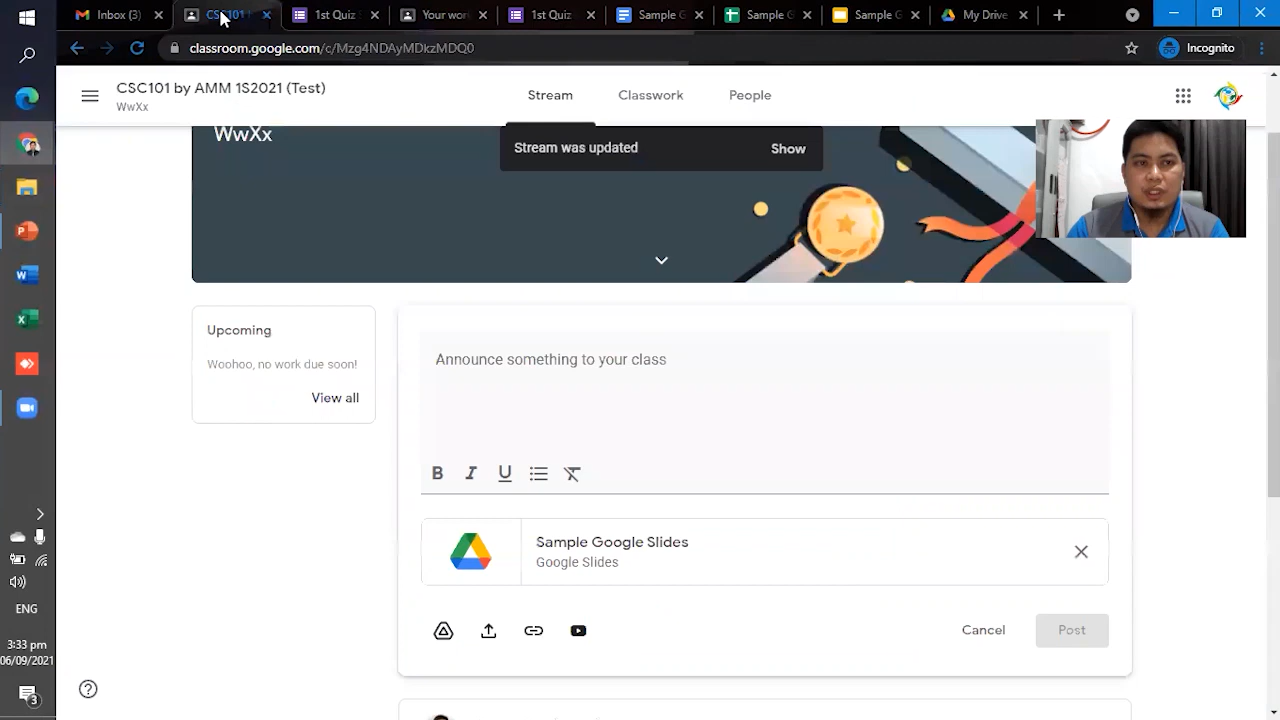 Inbox (3)
CSC101
1st Quiz
Your wor
1st Quiz
Sample G
Sample G
Sample G
My Drive
classroom.google.com/c/Mzg4NDAyMDkzMDQ0
Incognito
CSC101 by AMM 1S2021 (Test)
WwXx
Stream
Classwork
People
WwXx
Stream was updated
Show
Upcoming
Woohoo, no work due soon!
View all
Announce something to your class
B I U
Sample Google Slides
Google Slides
Cancel
Post
ENG
3:33 pm
06/09/2021
3